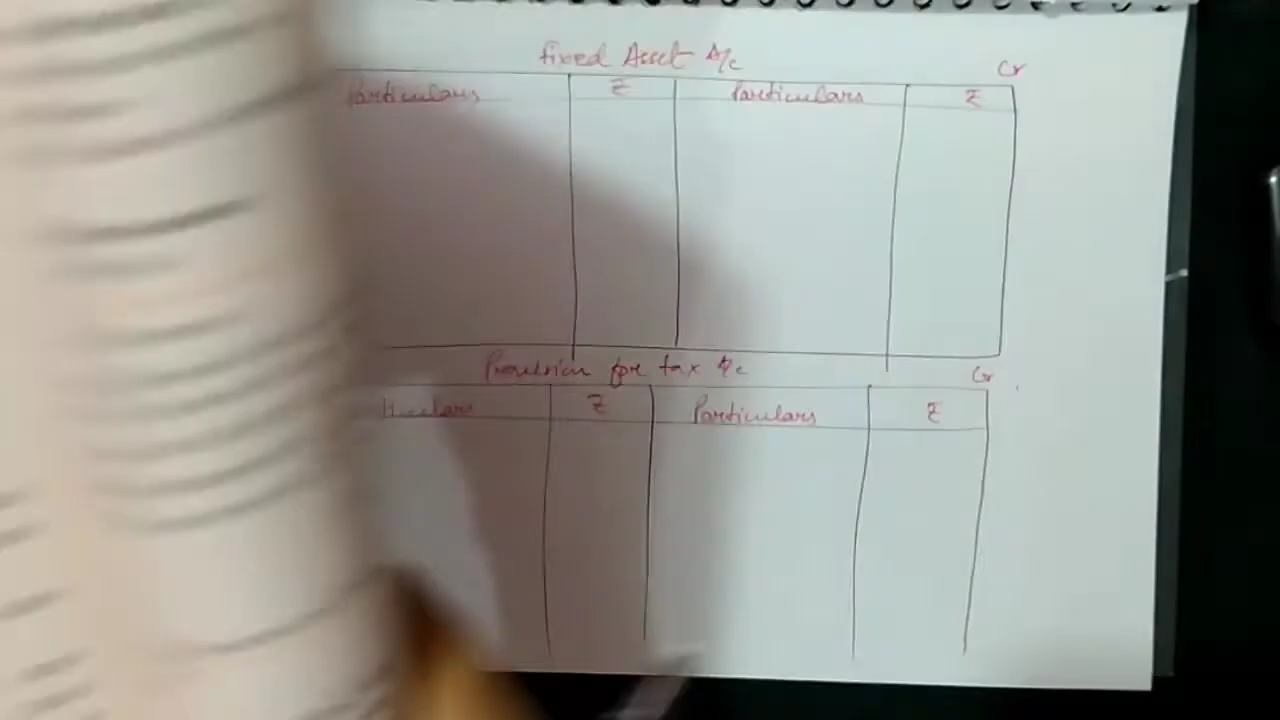 Fixed Asset A/c
Cr
Particulars ₹ Particulars ₹
Provision for tax A/c
Cr
₹ Particulars ₹